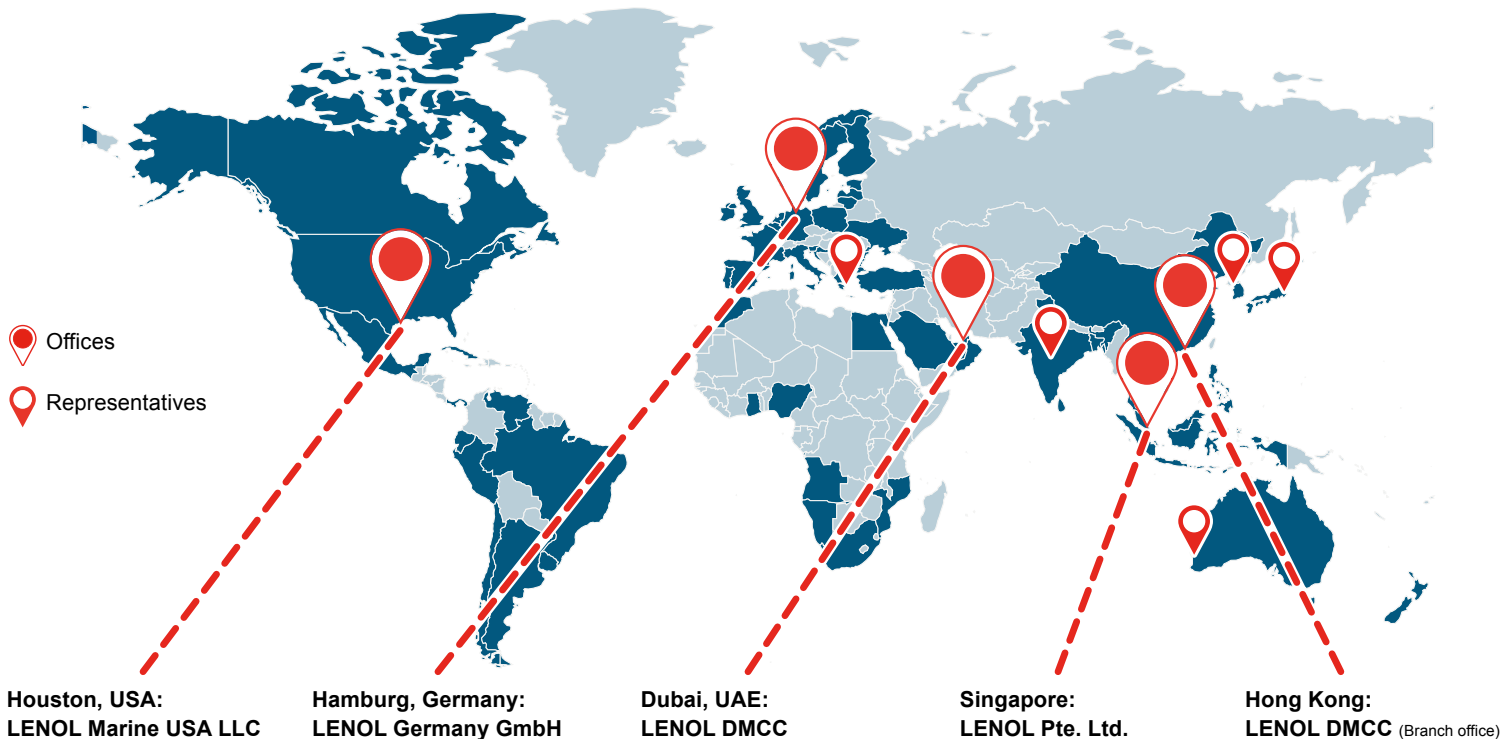 Offices
Representatives
Houston, USA:
LENOL Marine USA LLC
Hamburg, Germany:
LENOL Germany GmbH
Dubai, UAE:
LENOL DMCC
Singapore:
LENOL Pte. Ltd.
Hong Kong:
LENOL DMCC (Branch office)